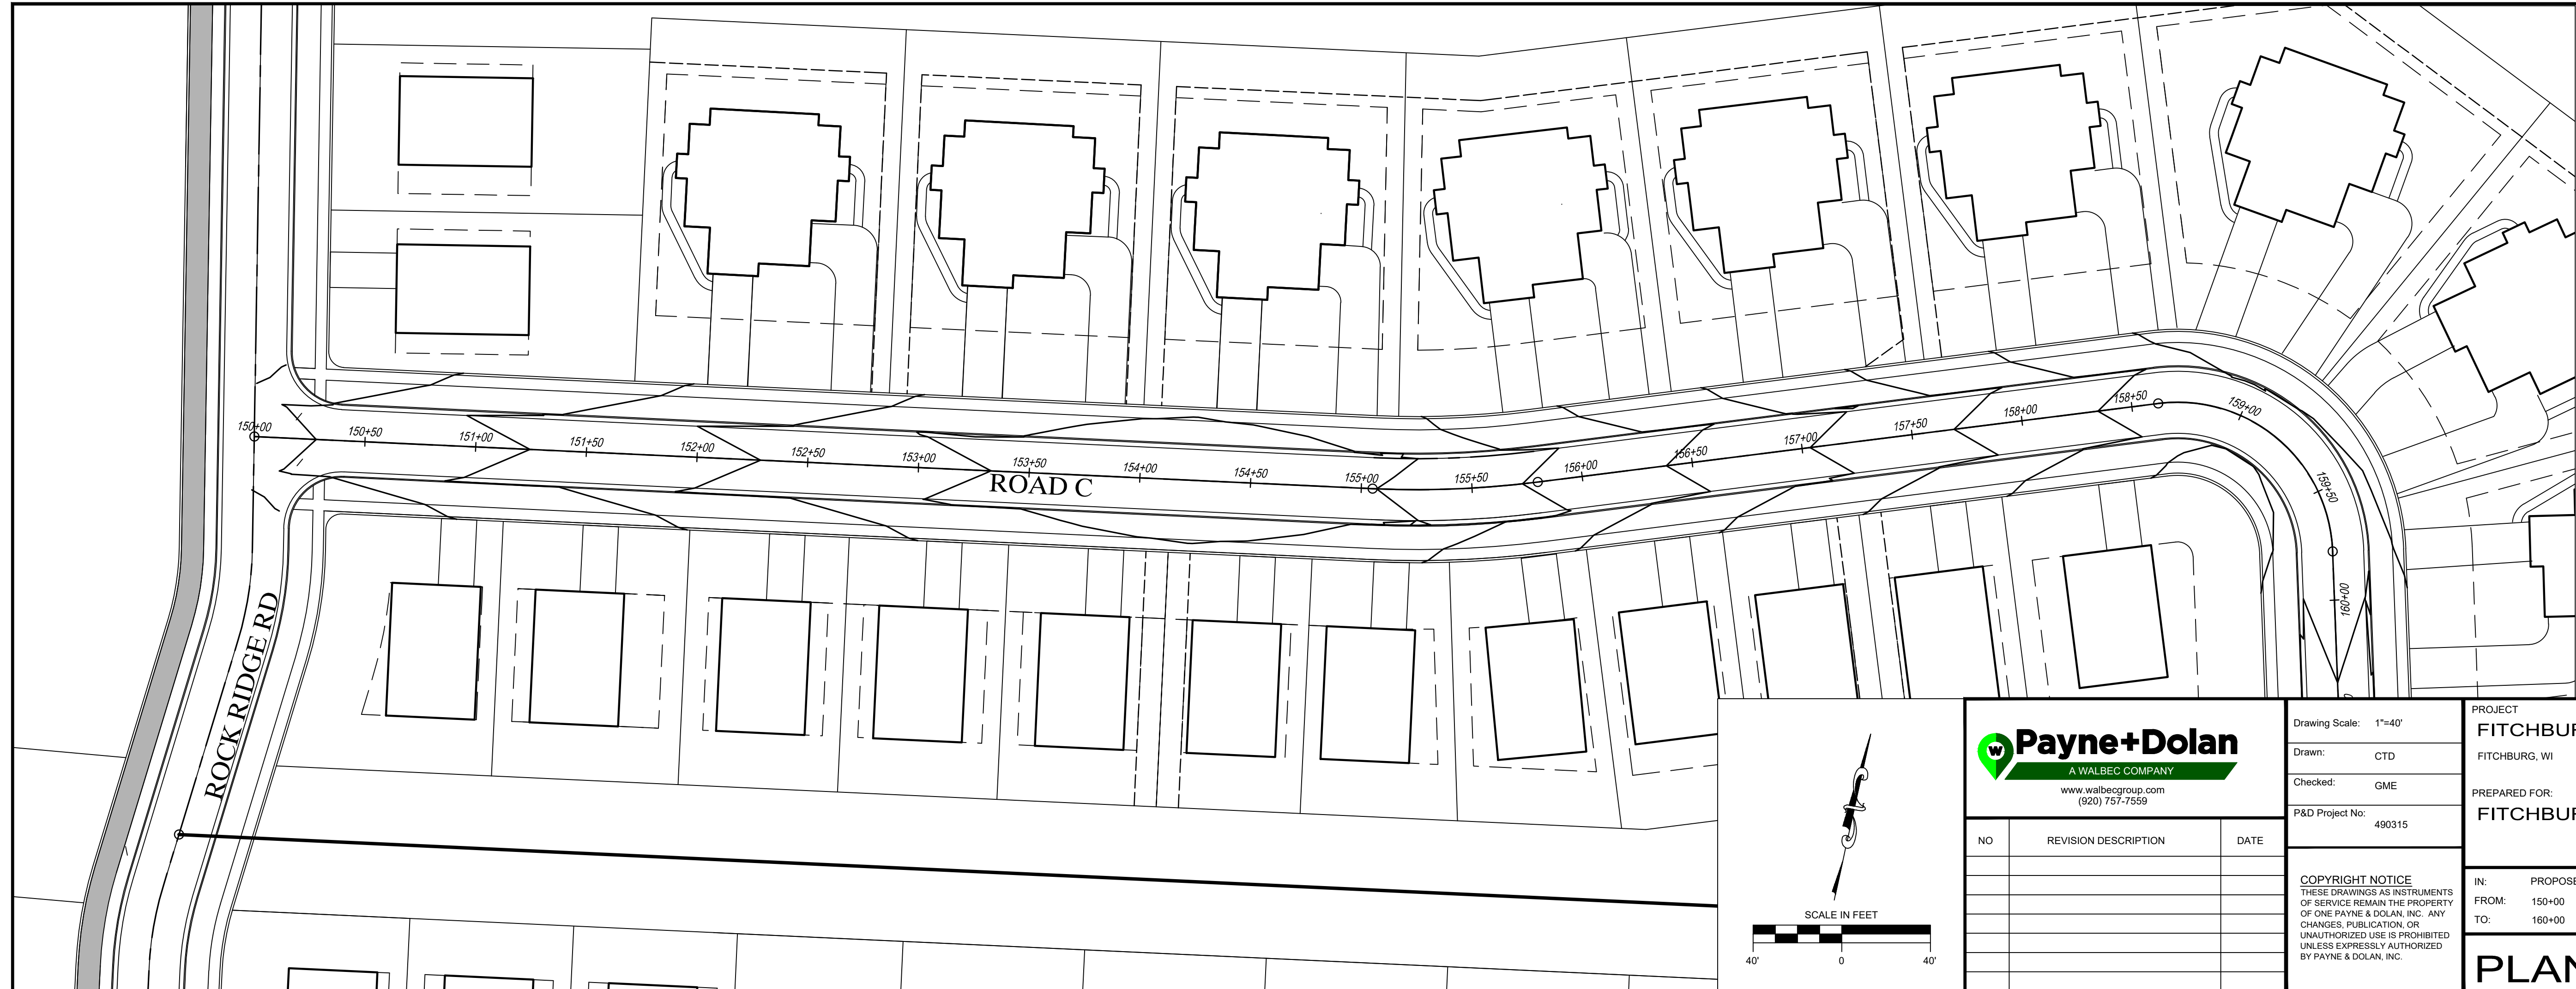 150+00
150+50
151+00
151+50
152+00
152+50
153+00
153+50
154+00
154+50
155+00
155+50
156+00
156+50
157+00
157+50
158+00
158+50
159+00
159+50
160+00
ROAD C
ROCK RIDGE RD
SCALE IN FEET
40' 0 40'
W
Payne+Dolan
A WALBEC COMPANY
www.walbecgroup.com
(920) 757-7559
NO REVISION DESCRIPTION DATE
Drawing Scale: 1"=40'
Drawn: CTD
Checked: GME
P&D Project No: 490315
COPYRIGHT NOTICE
THESE DRAWINGS AS INSTRUMENTS
OF SERVICE REMAIN THE PROPERTY
OF ONE PAYNE & DOLAN, INC. ANY
CHANGES, PUBLICATION, OR
UNAUTHORIZED USE IS PROHIBITED
UNLESS EXPRESSLY AUTHORIZED
BY PAYNE & DOLAN, INC.
PROJECT
FITCHBUR
FITCHBURG, WI
PREPARED FOR:
FITCHBUR
IN: PROPOSE
FROM: 150+00
TO: 160+00
PLAN